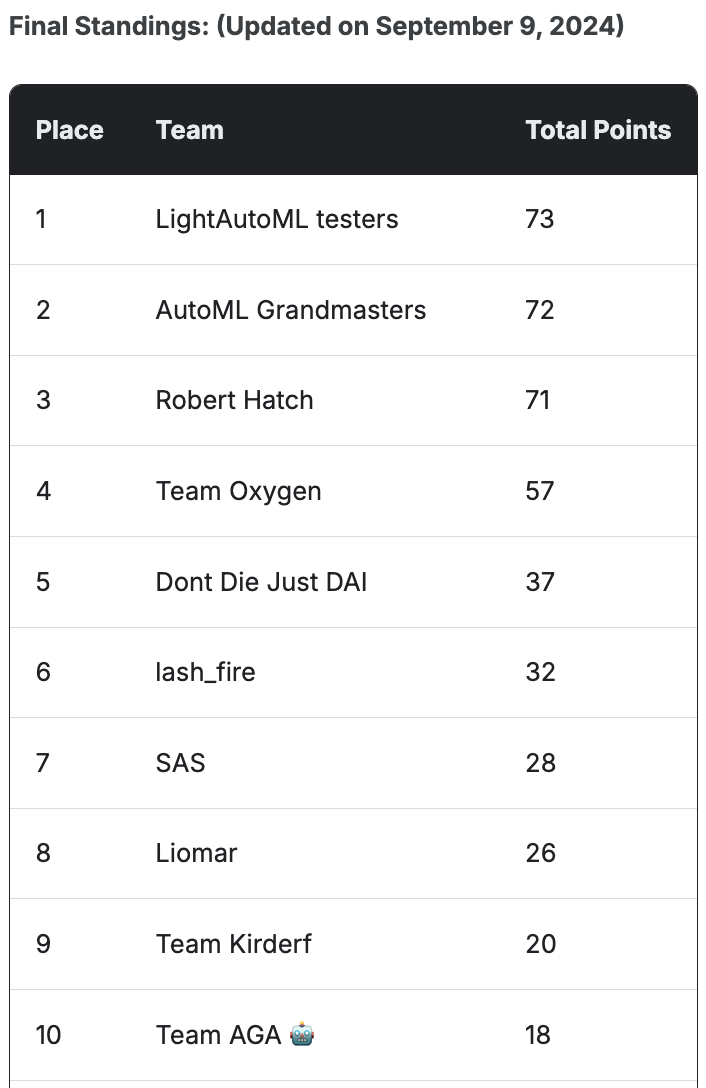 Final Standings: (Updated on September 9, 2024)
Place Team Total Points
1 LightAutoML testers 73
2 AutoML Grandmasters 72
3 Robert Hatch 71
4 Team Oxygen 57
5 Dont Die Just DAI 37
6 lash_fire 32
7 SAS 28
8 Liomar 26
9 Team Kirderf 20
10 Team AGA 🤖 18